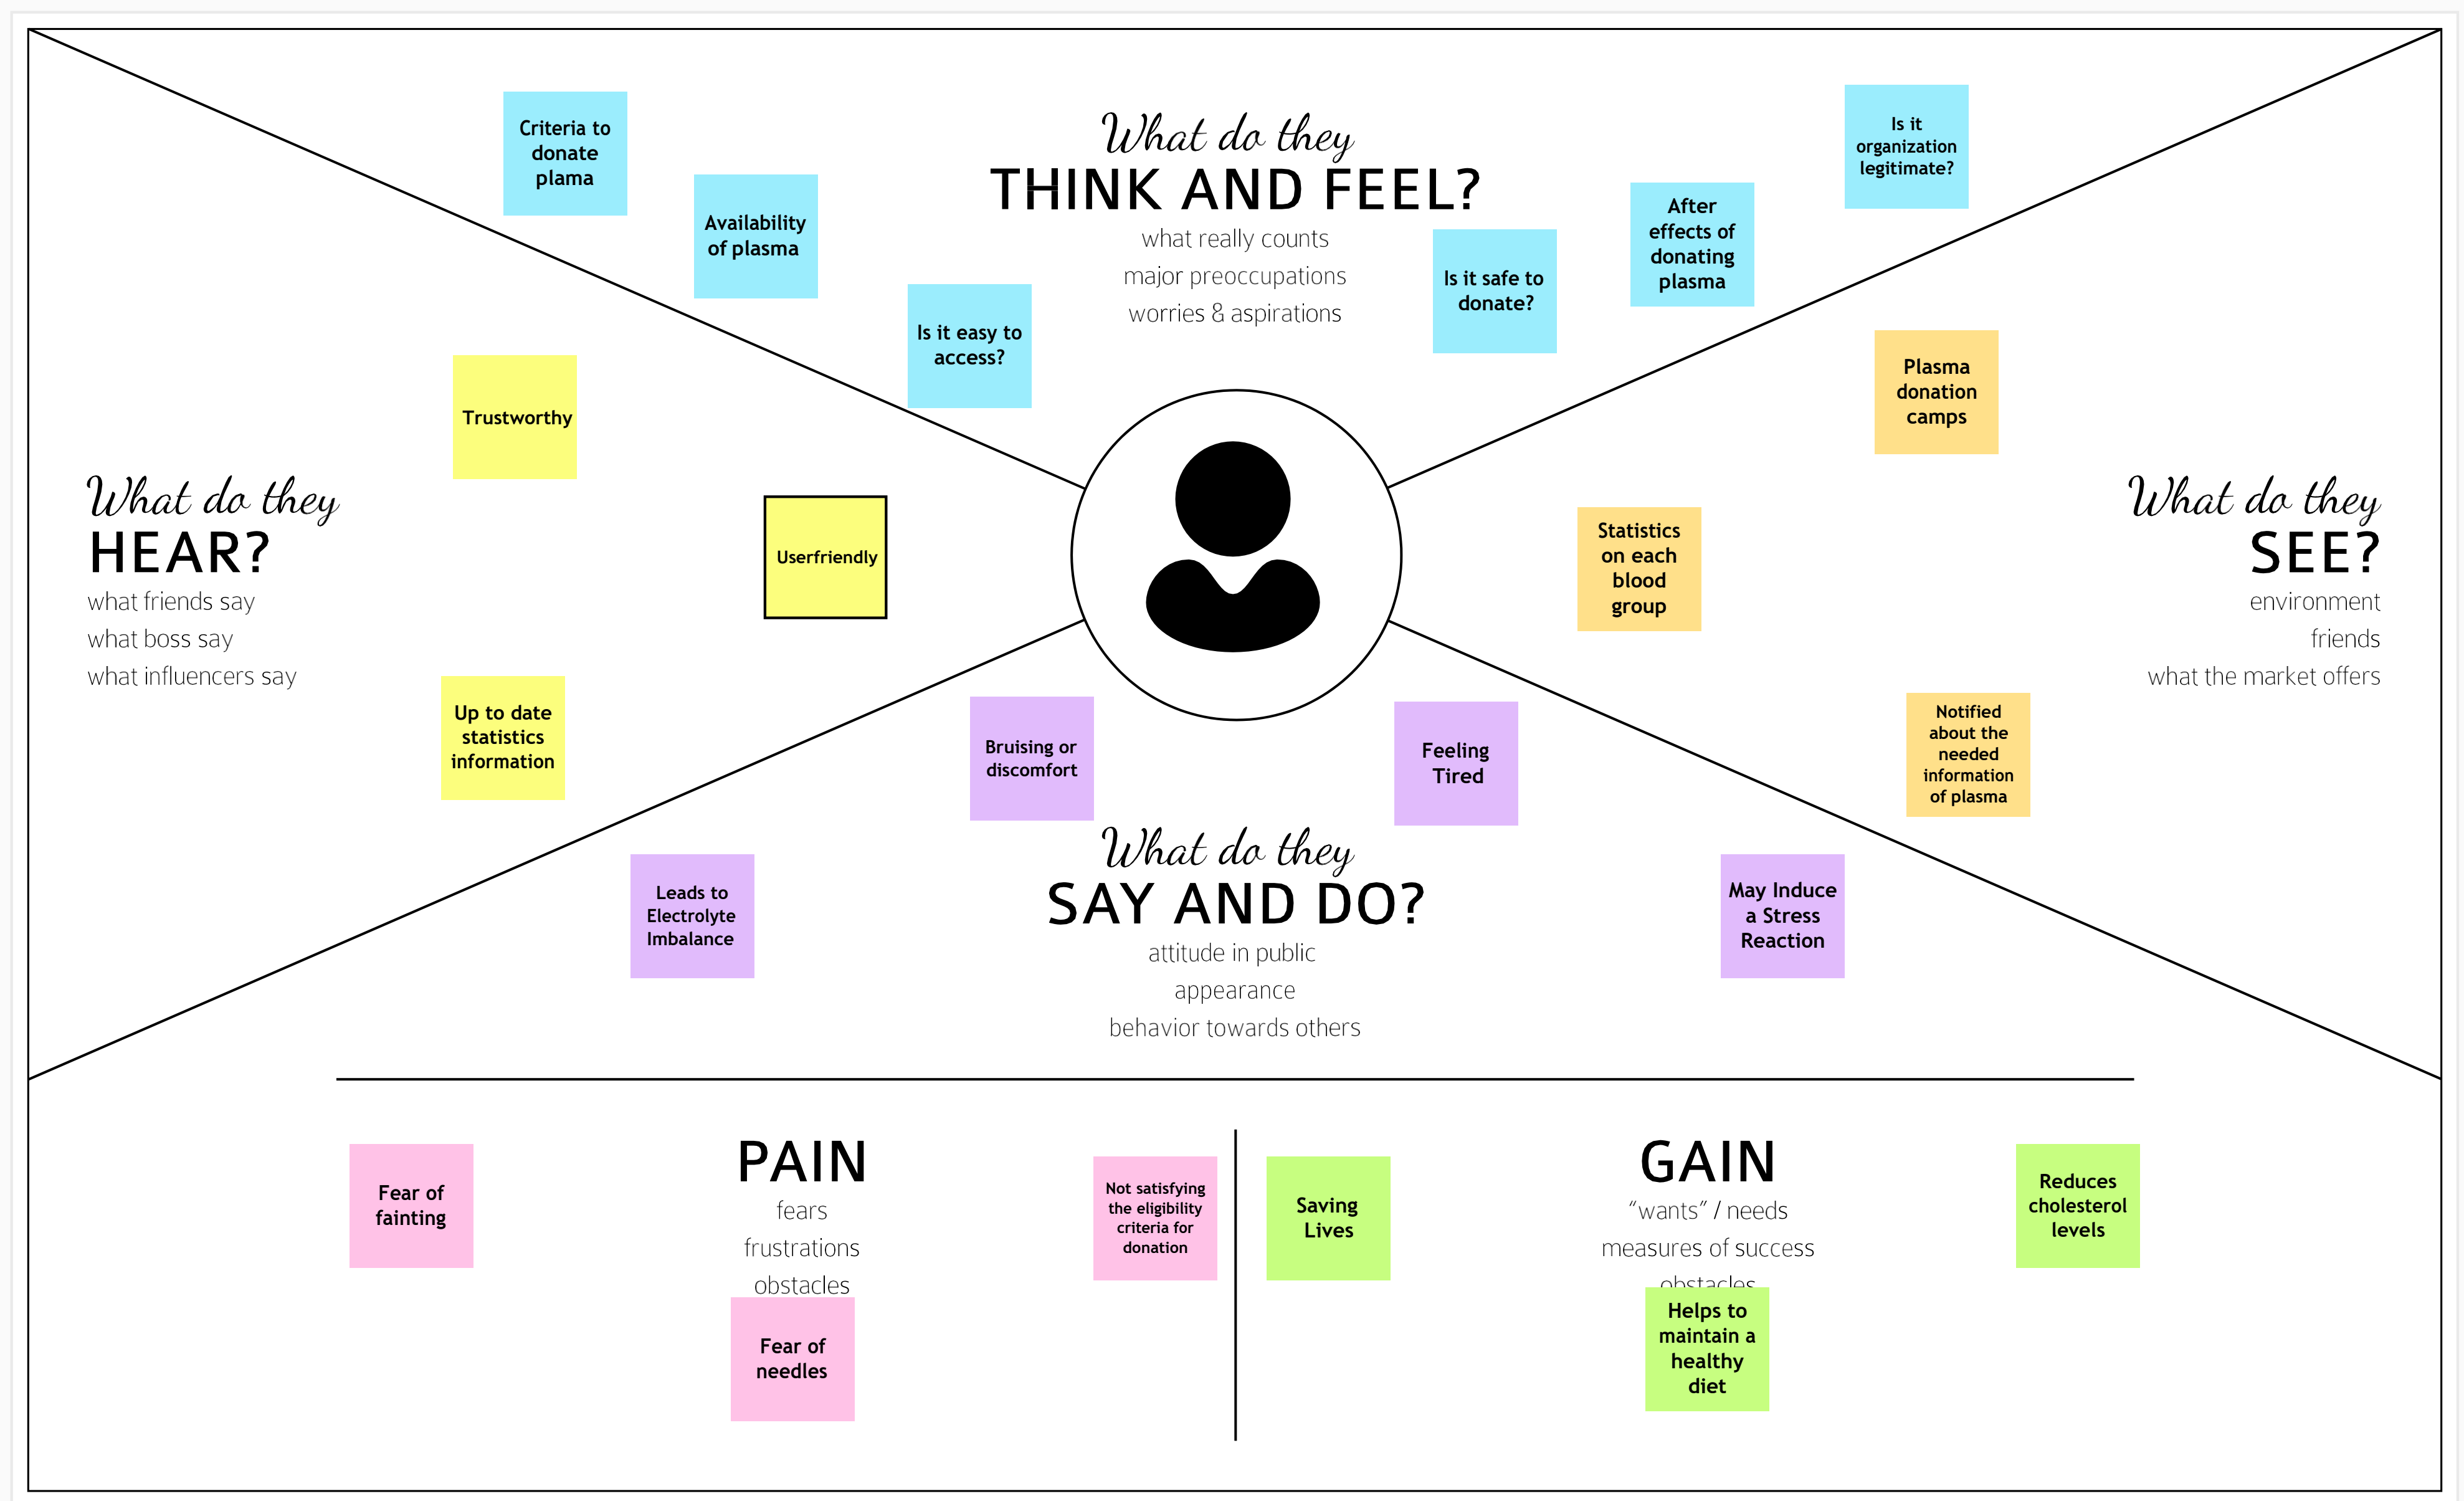 What do they
THINK AND FEEL?
what really counts
major preoccupations
worries & aspirations
Criteria to
donate
plama
Availability
of plasma
Is it easy to
access?
Is it safe to
donate?
After
effects of
donating
plasma
Is it
organization
legitimate?
What do they
HEAR?
what friends say
what boss say
what influencers say
Trustworthy
Userfriendly
Up to date
statistics
information
What do they
SEE?
environment
friends
what the market offers
Plasma
donation
camps
Statistics
on each
blood
group
Notified
about the
needed
information
of plasma
What do they
SAY AND DO?
attitude in public
appearance
behavior towards others
Bruising or
discomfort
Feeling
Tired
Leads to
Electrolyte
Imbalance
May Induce
a Stress
Reaction
PAIN
fears
frustrations
obstacles
Fear of
fainting
Fear of
needles
Not satisfying
the eligibility
criteria for
donation
GAIN
“wants” / needs
measures of success
obstacles
Saving
Lives
Helps to
maintain a
healthy
diet
Reduces
cholesterol
levels